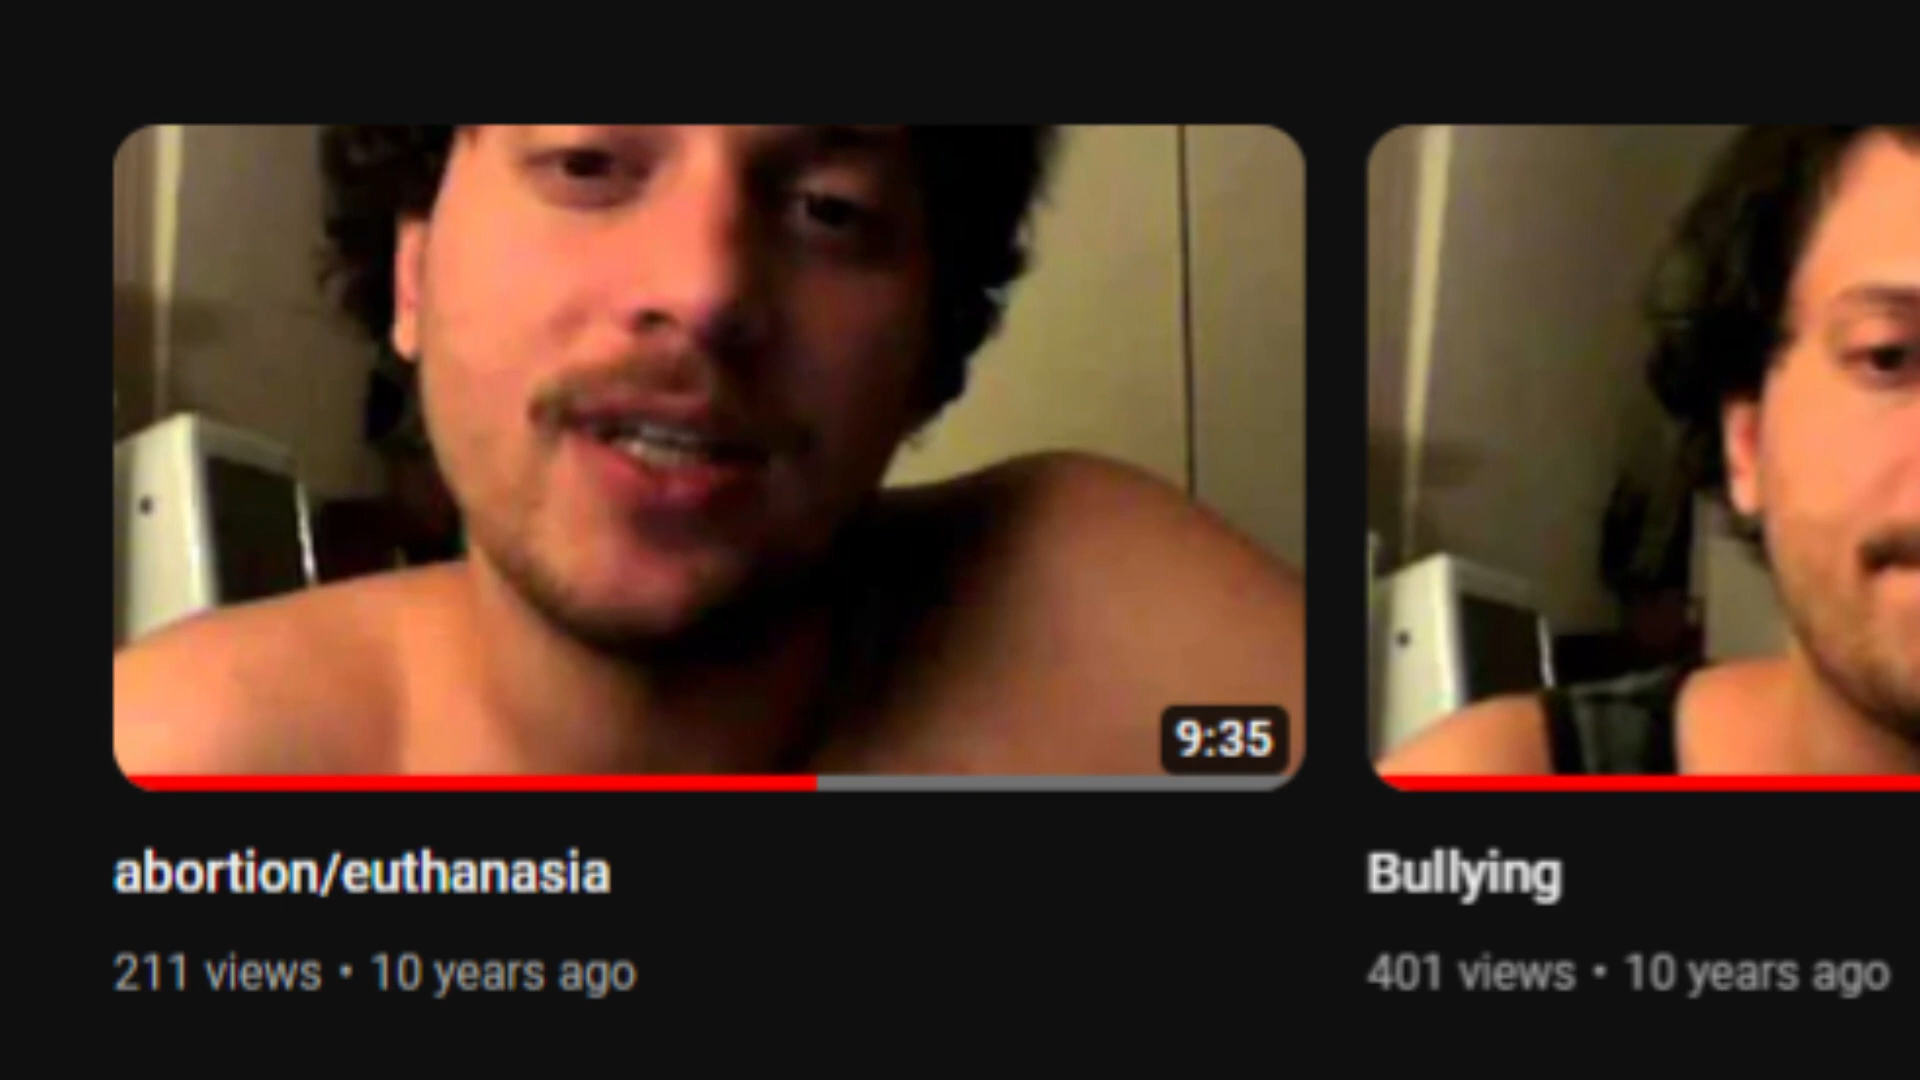 9:35
abortion/euthanasia
Bullying
211 views • 10 years ago
401 views • 10 years ago